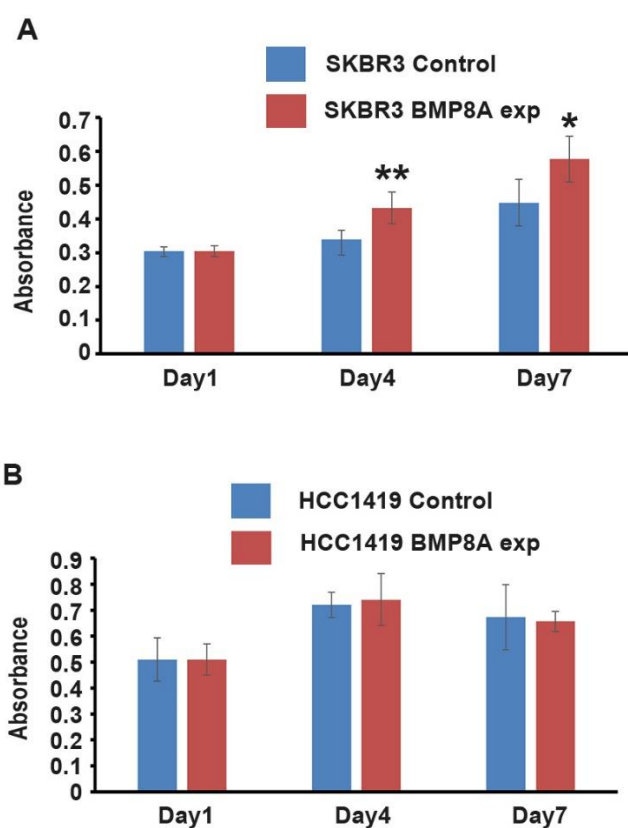 A
SKBR3 Control
SKBR3 BMP8A exp
Absorbance
0.7
0.6
0.5
0.4
0.3
0.2
0.1
0
**
*
Day1 Day4 Day7
B
HCC1419 Control
HCC1419 BMP8A exp
Absorbance
0.9
0.8
0.7
0.6
0.5
0.4
0.3
0.2
0.1
0
Day1 Day4 Day7